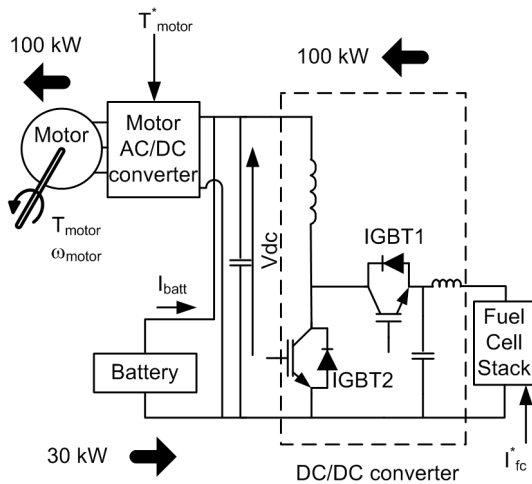 T*motor
100 kW
100 kW
Motor
Motor
AC/DC
converter
Tmotor
ωmotor
Ibatt
Vdc
IGBT1
Fuel
Cell
Stack
Battery
IGBT2
30 kW
I*fc
DC/DC converter